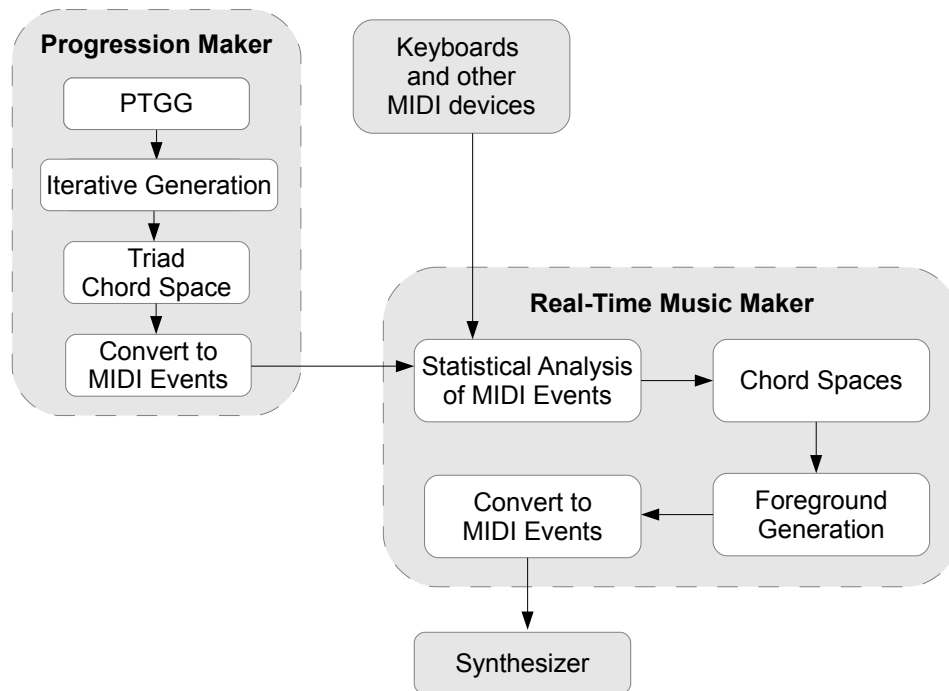 Progression Maker
PTGG
Iterative Generation
Triad
Chord Space
Convert to
MIDI Events
Keyboards
and other
MIDI devices
Real-Time Music Maker
Statistical Analysis
of MIDI Events
Chord Spaces
Foreground
Generation
Convert to
MIDI Events
Synthesizer